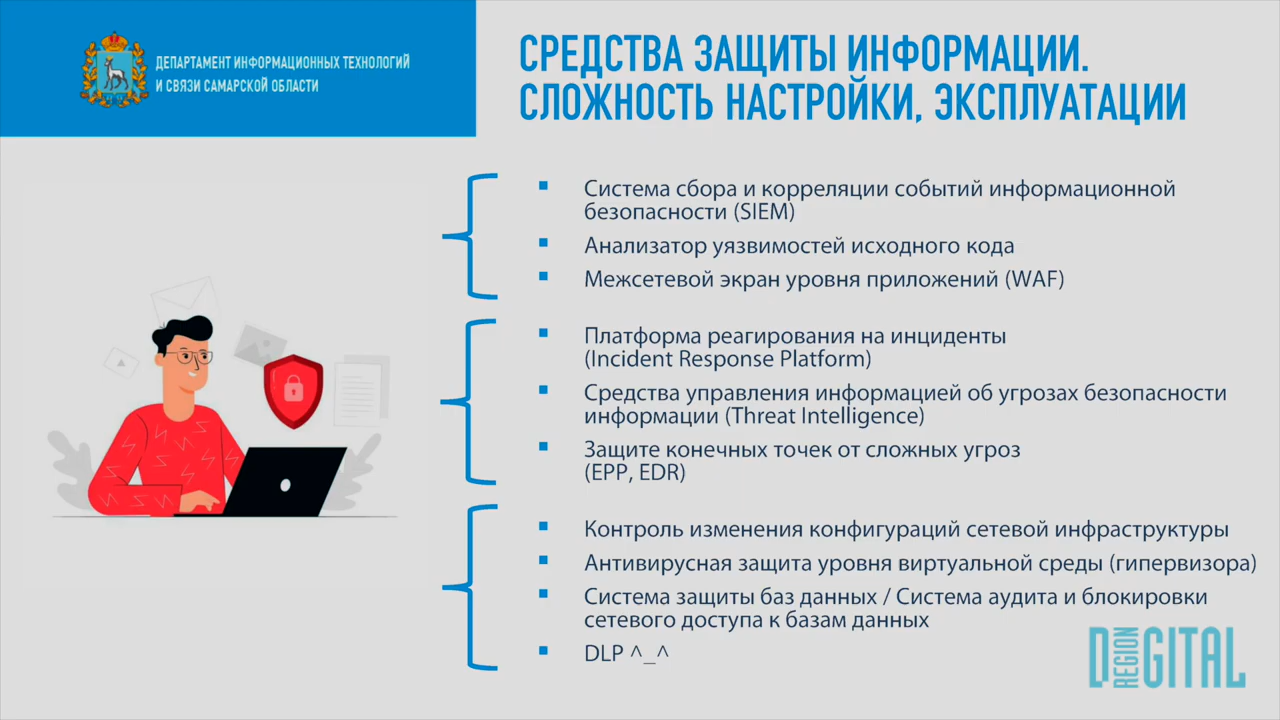 ДЕПАРТАМЕНТ ИНФОРМАЦИОННЫХ ТЕХНОЛОГИЙ
И СВЯЗИ САМАРСКОЙ ОБЛАСТИ
СРЕДСТВА ЗАЩИТЫ ИНФОРМАЦИИ.
СЛОЖНОСТЬ НАСТРОЙКИ, ЭКСПЛУАТАЦИИ
Система сбора и корреляции событий информационной
безопасности (SIEM)
Анализатор уязвимостей исходного кода
Межсетевой экран уровня приложений (WAF)
Платформа реагирования на инциденты
(Incident Response Platform)
Средства управления информацией об угрозах безопасности
информации (Threat Intelligence)
Защите конечных точек от сложных угроз
(EPP, EDR)
Контроль изменения конфигураций сетевой инфраструктуры
Антивирусная защита уровня виртуальной среды (гипервизора)
Система защиты баз данных / Система аудита и блокировки
сетевого доступа к базам данных
DLP ^_^
DIGITAL
REGION